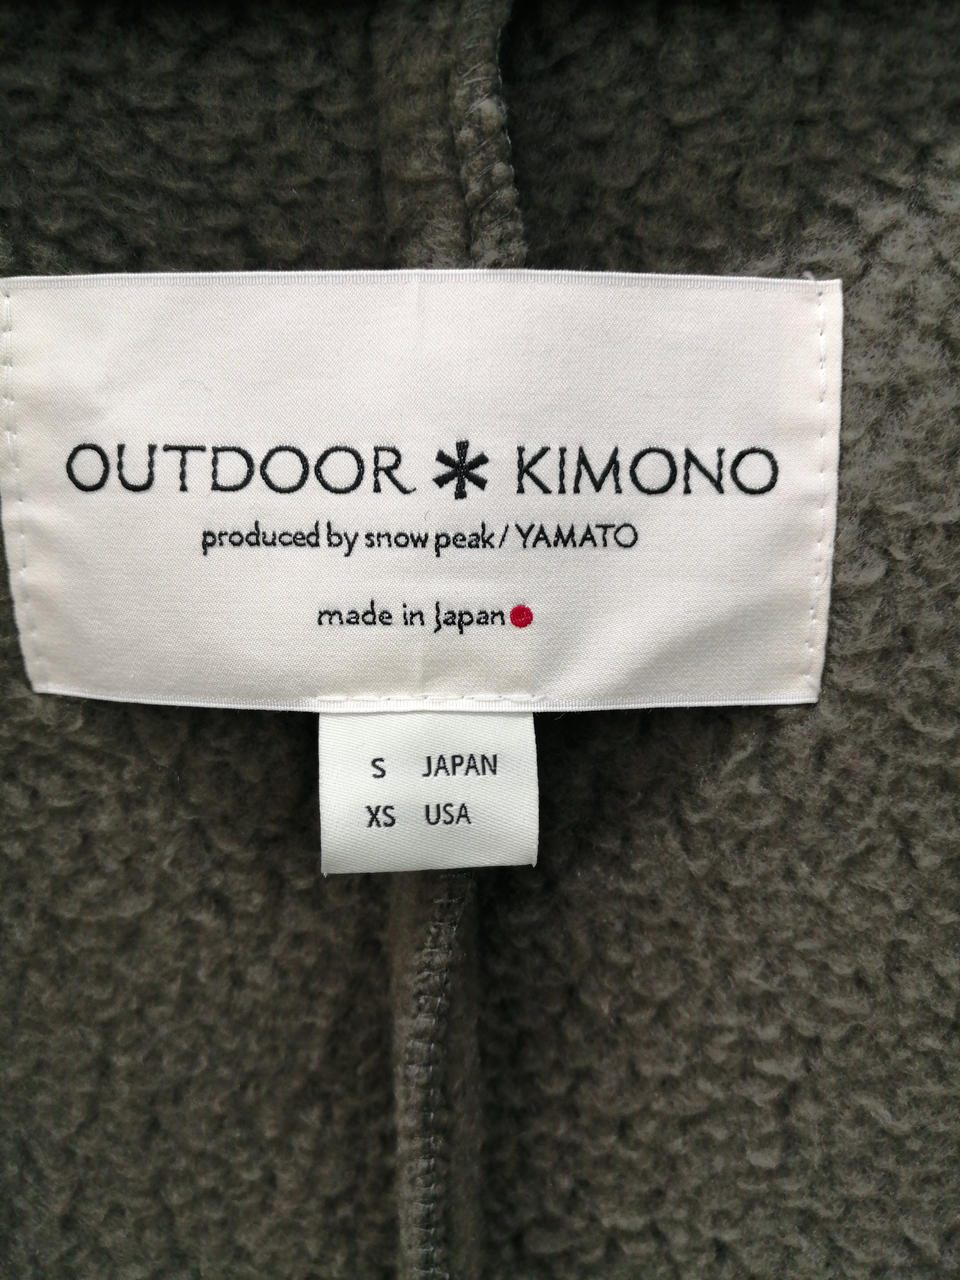 OUTDOOR * KIMONO
produced by snow peak / YAMATO
made in Japan
S JAPAN
XS USA